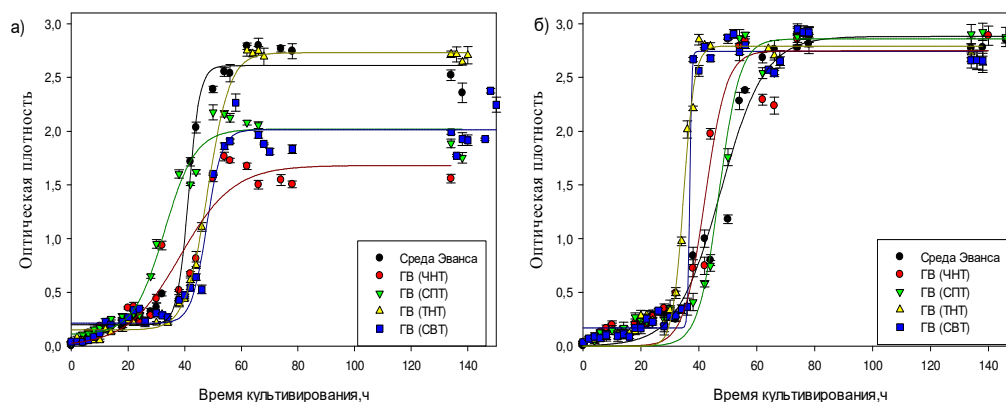 а)
Оптическая плотность
3,0
2,5
2,0
1,5
1,0
0,5
0,0
0 20 40 60 80 100 120 140
Время культивирования,ч
Среда Эванса
ГВ (ЧНТ)
ГВ (СПТ)
ГВ (ТНТ)
ГВ (СВТ)
б)
Оптическая плотность
3,0
2,5
2,0
1,5
1,0
0,5
0,0
0 20 40 60 80 100 120 140
Время культивирования,ч
Среда Эванса
ГВ (ЧНТ)
ГВ (СПТ)
ГВ (ТНТ)
ГВ (СВТ)